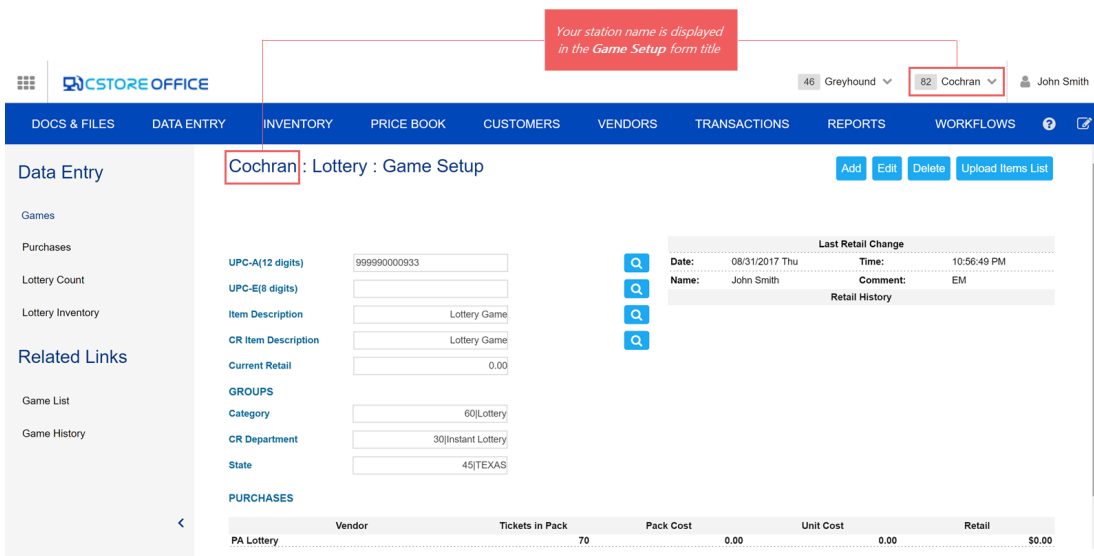 Your station name is displayed
in the Game Setup form title
CSTORE OFFICE
46 Greyhound
82 Cochran
John Smith
DOCS & FILES DATA ENTRY INVENTORY PRICE BOOK CUSTOMERS VENDORS TRANSACTIONS REPORTS WORKFLOWS ?
Data Entry
Games
Purchases
Lottery Count
Lottery Inventory
Related Links
Game List
Game History
Cochran : Lottery : Game Setup
Add Edit Delete Upload Items List
UPC-A(12 digits) 999990000933
UPC-E(8 digits)
Item Description Lottery Game
CR Item Description Lottery Game
Current Retail 0.00
GROUPS
Category 60|Lottery
CR Department 30|Instant Lottery
State 45|TEXAS
Last Retail Change
Date: 08/31/2017 Thu Time: 10:56:49 PM
Name: John Smith Comment: EM
Retail History
PURCHASES
Vendor Tickets in Pack Pack Cost Unit Cost Retail
PA Lottery 70 0.00 0.00 $0.00